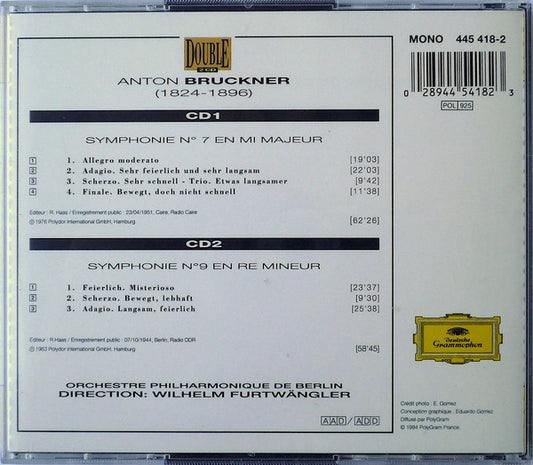 DOUBLE
2 CD
MONO 445 418-2
ANTON BRUCKNER
(1824-1896)
0 28944 54182 3
POL 925
CD1
SYMPHONIE N° 7 EN MI MAJEUR
1 1. Allegro moderato [19'03]
2 2. Adagio. Sehr feierlich und sehr langsam [22'03]
3 3. Scherzo. Sehr schnell - Trio. Etwas langsamer [9'42]
4 4. Finale. Bewegt, doch nicht schnell [11'38]
Editeur : R. Haas / Enregistrement public : 23/04/1951, Caire, Radio Caire
℗ 1976 Polydor International GmbH, Hamburg [62'26]
CD2
SYMPHONIE N°9 EN RE MINEUR
1 1. Feierlich. Misterioso [23'37]
2 2. Scherzo. Bewegt, lebhaft [9'30]
3 3. Adagio. Langsam, feierlich [25'38]
Editeur : R. Haas / Enregistrement public : 07/10/1944, Berlin, Radio DDR
℗ 1963 Polydor International GmbH, Hamburg [58'45]
Deutsche
Grammophon
ORCHESTRE PHILHARMONIQUE DE BERLIN
DIRECTION: WILHELM FURTWÄNGLER
AAD / ADD
Crédit photo : E. Gomez
Conception graphique : Eduardo Gomez
Diffusé par PolyGram
© 1994 PolyGram France.